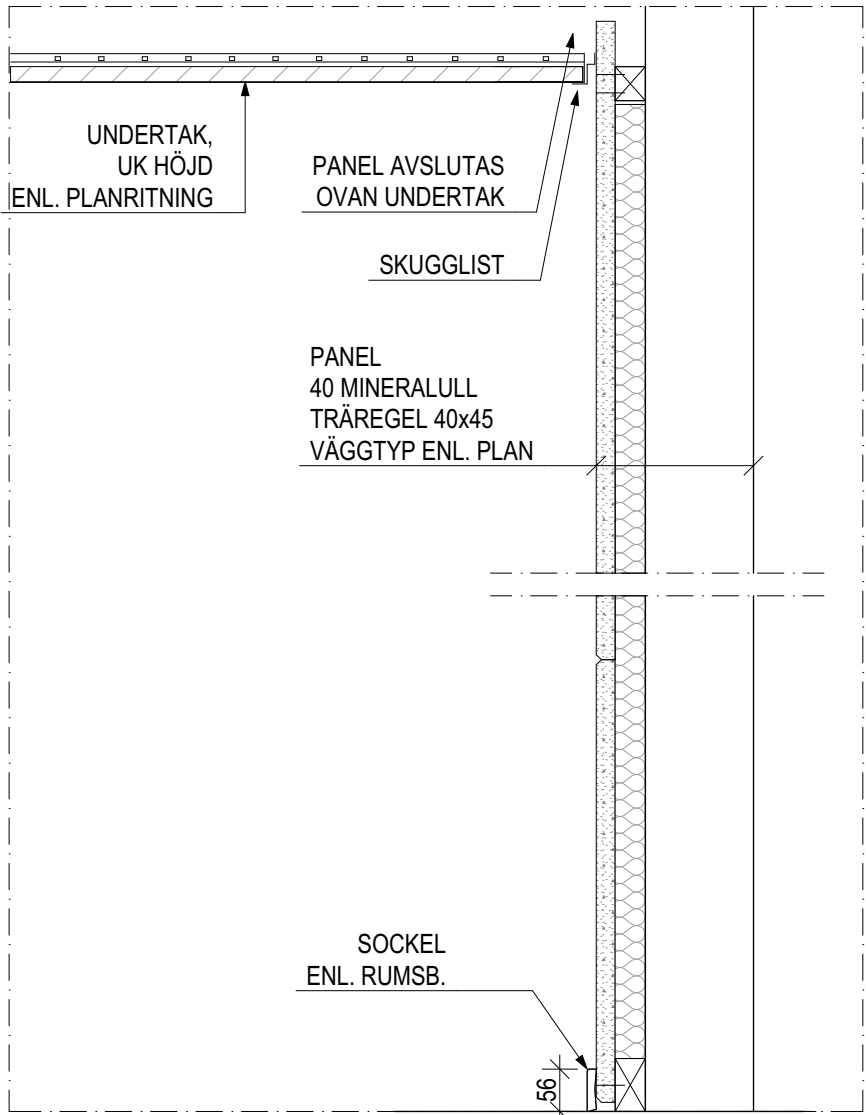 UNDERTAK,
UK HÖJD
ENL. PLANRITNING
PANEL AVSLUTAS
OVAN UNDERTAK
SKUGGLIST
PANEL
40 MINERALULL
TRÄREGEL 40x45
VÄGGTYP ENL. PLAN
SOCKEL
ENL. RUMSB.
56